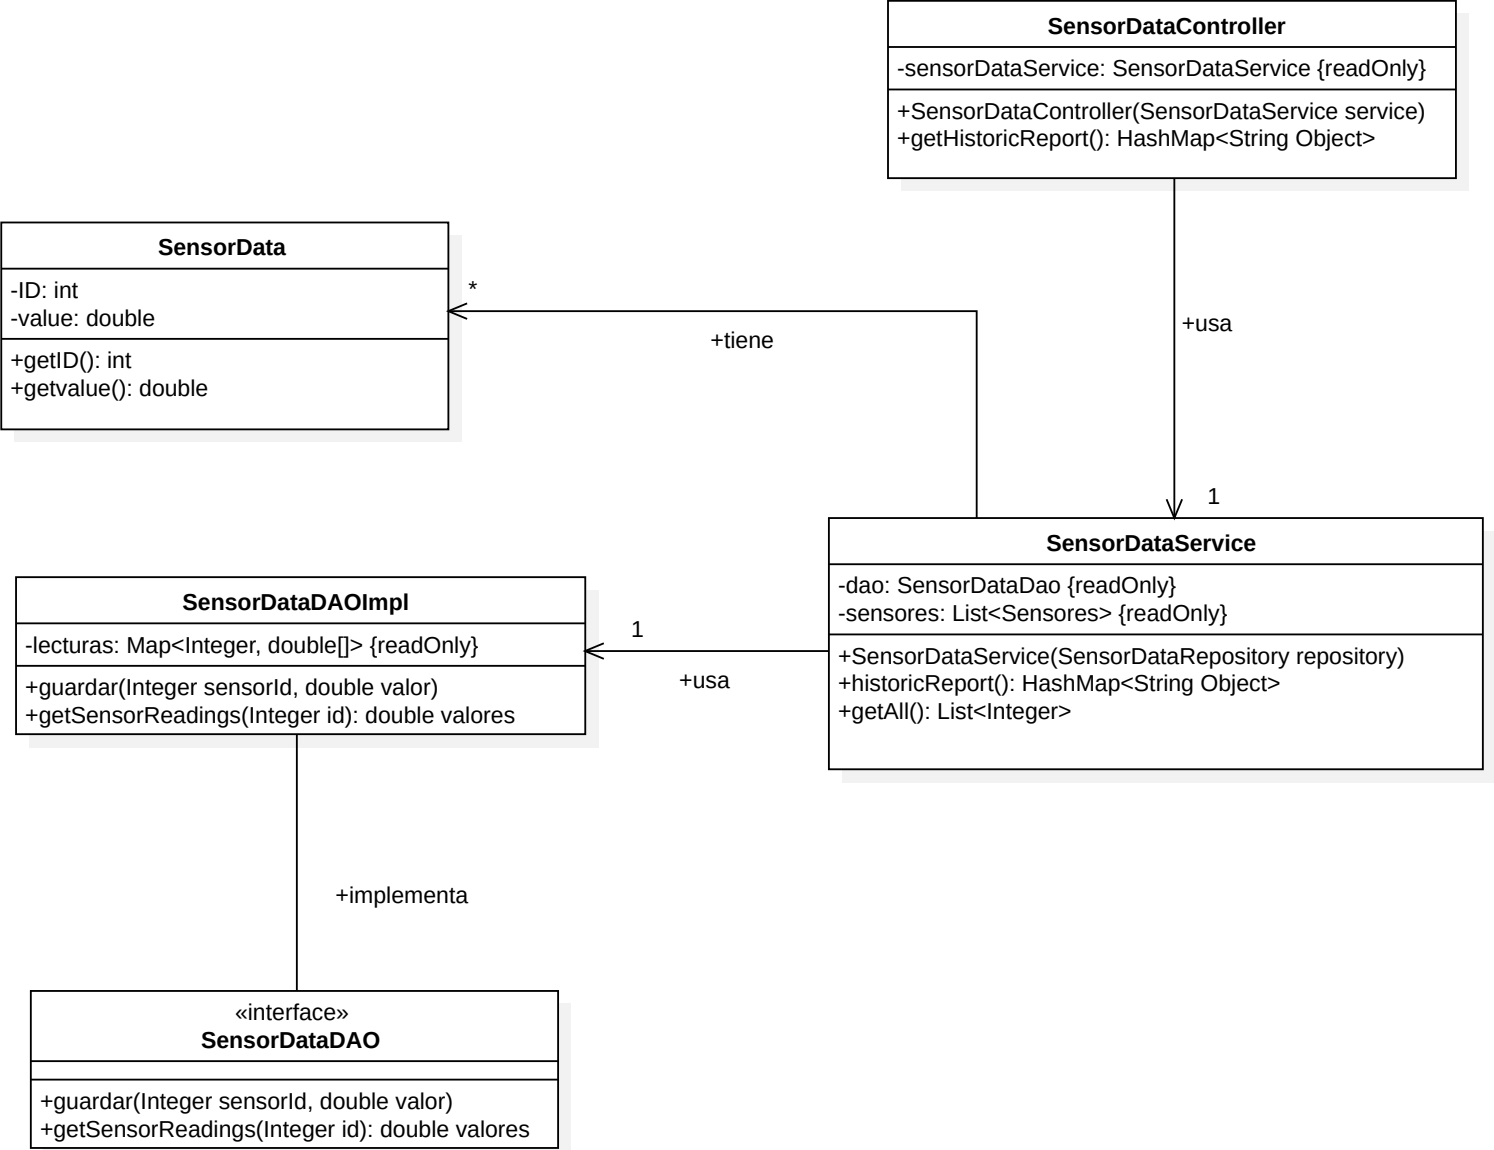 SensorDataController
-sensorDataService: SensorDataService {readOnly}
+SensorDataController(SensorDataService service)
+getHistoricReport(): HashMap<String Object>
SensorData
-ID: int
-value: double
+getID(): int
+getvalue(): double
*
+tiene
+usa
1
SensorDataService
-dao: SensorDataDao {readOnly}
-sensores: List<Sensores> {readOnly}
+SensorDataService(SensorDataRepository repository)
+historicReport(): HashMap<String Object>
+getAll(): List<Integer>
SensorDataDAOImpl
-lecturas: Map<Integer, double[]> {readOnly}
+guardar(Integer sensorId, double valor)
+getSensorReadings(Integer id): double valores
1
+usa
+implementa
«interface»
SensorDataDAO
+guardar(Integer sensorId, double valor)
+getSensorReadings(Integer id): double valores